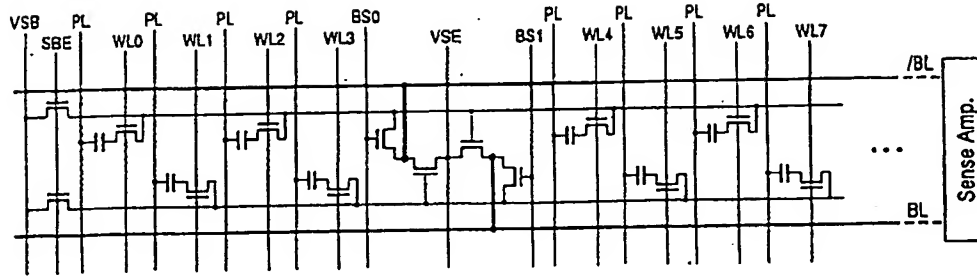 PL PL PL PL BS0 PL PL PL PL
VSB SBE WL0 WL1 WL2 WL3 VSE BS1 WL4 WL5 WL6 WL7
/BL
...
BL
Sense Amp.